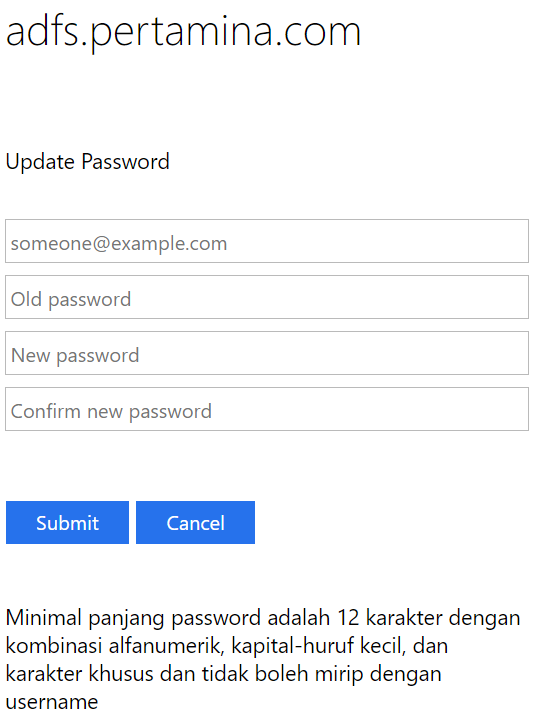 adfs.pertamina.com
Update Password
someone@example.com
Old password
New password
Confirm new password
Submit Cancel
Minimal panjang password adalah 12 karakter dengan
kombinasi alfanumerik, kapital-huruf kecil, dan
karakter khusus dan tidak boleh mirip dengan
username